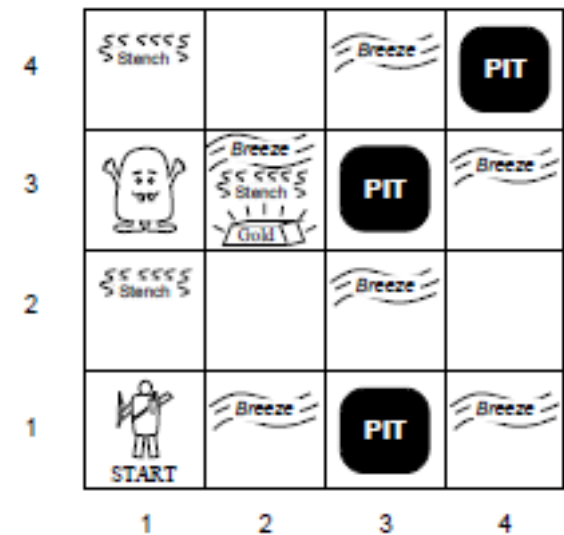 4
Stench
Breeze
PIT
3
Breeze
Stench
Gold
PIT
Breeze
2
Stench
Breeze
1
START
Breeze
PIT
Breeze
1 2 3 4